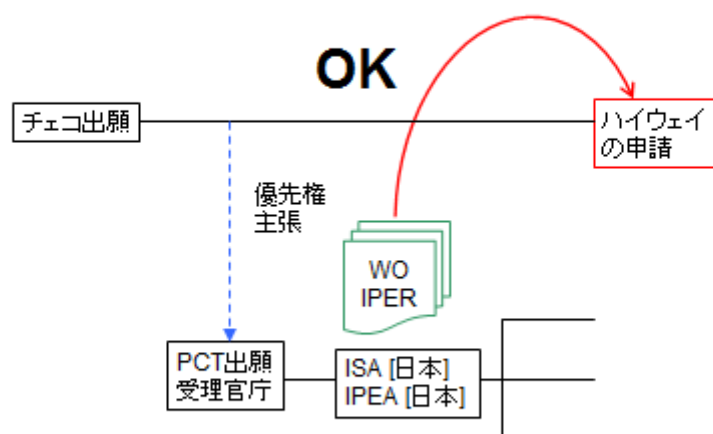 OK
チェコ出願
ハイウェイ
の申請
優先権
主張
WO
IPER
PCT出願
受理官庁
ISA [日本]
IPEA [日本]